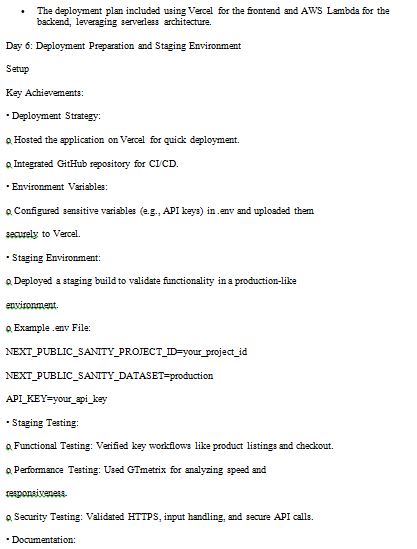 • The deployment plan included using Vercel for the frontend and AWS Lambda for the
backend, leveraging serverless architecture.
Day 6: Deployment Preparation and Staging Environment
Setup
Key Achievements:
• Deployment Strategy:
o Hosted the application on Vercel for quick deployment.
o Integrated GitHub repository for CI/CD.
• Environment Variables:
o Configured sensitive variables (e.g., API keys) in .env and uploaded them
securely to Vercel.
• Staging Environment:
o Deployed a staging build to validate functionality in a production-like
environment.
o Example .env File:
NEXT_PUBLIC_SANITY_PROJECT_ID=your_project_id
NEXT_PUBLIC_SANITY_DATASET=production
API_KEY=your_api_key
• Staging Testing:
o Functional Testing: Verified key workflows like product listings and checkout.
o Performance Testing: Used GTmetrix for analyzing speed and
responsiveness.
o Security Testing: Validated HTTPS, input handling, and secure API calls.
• Documentation: